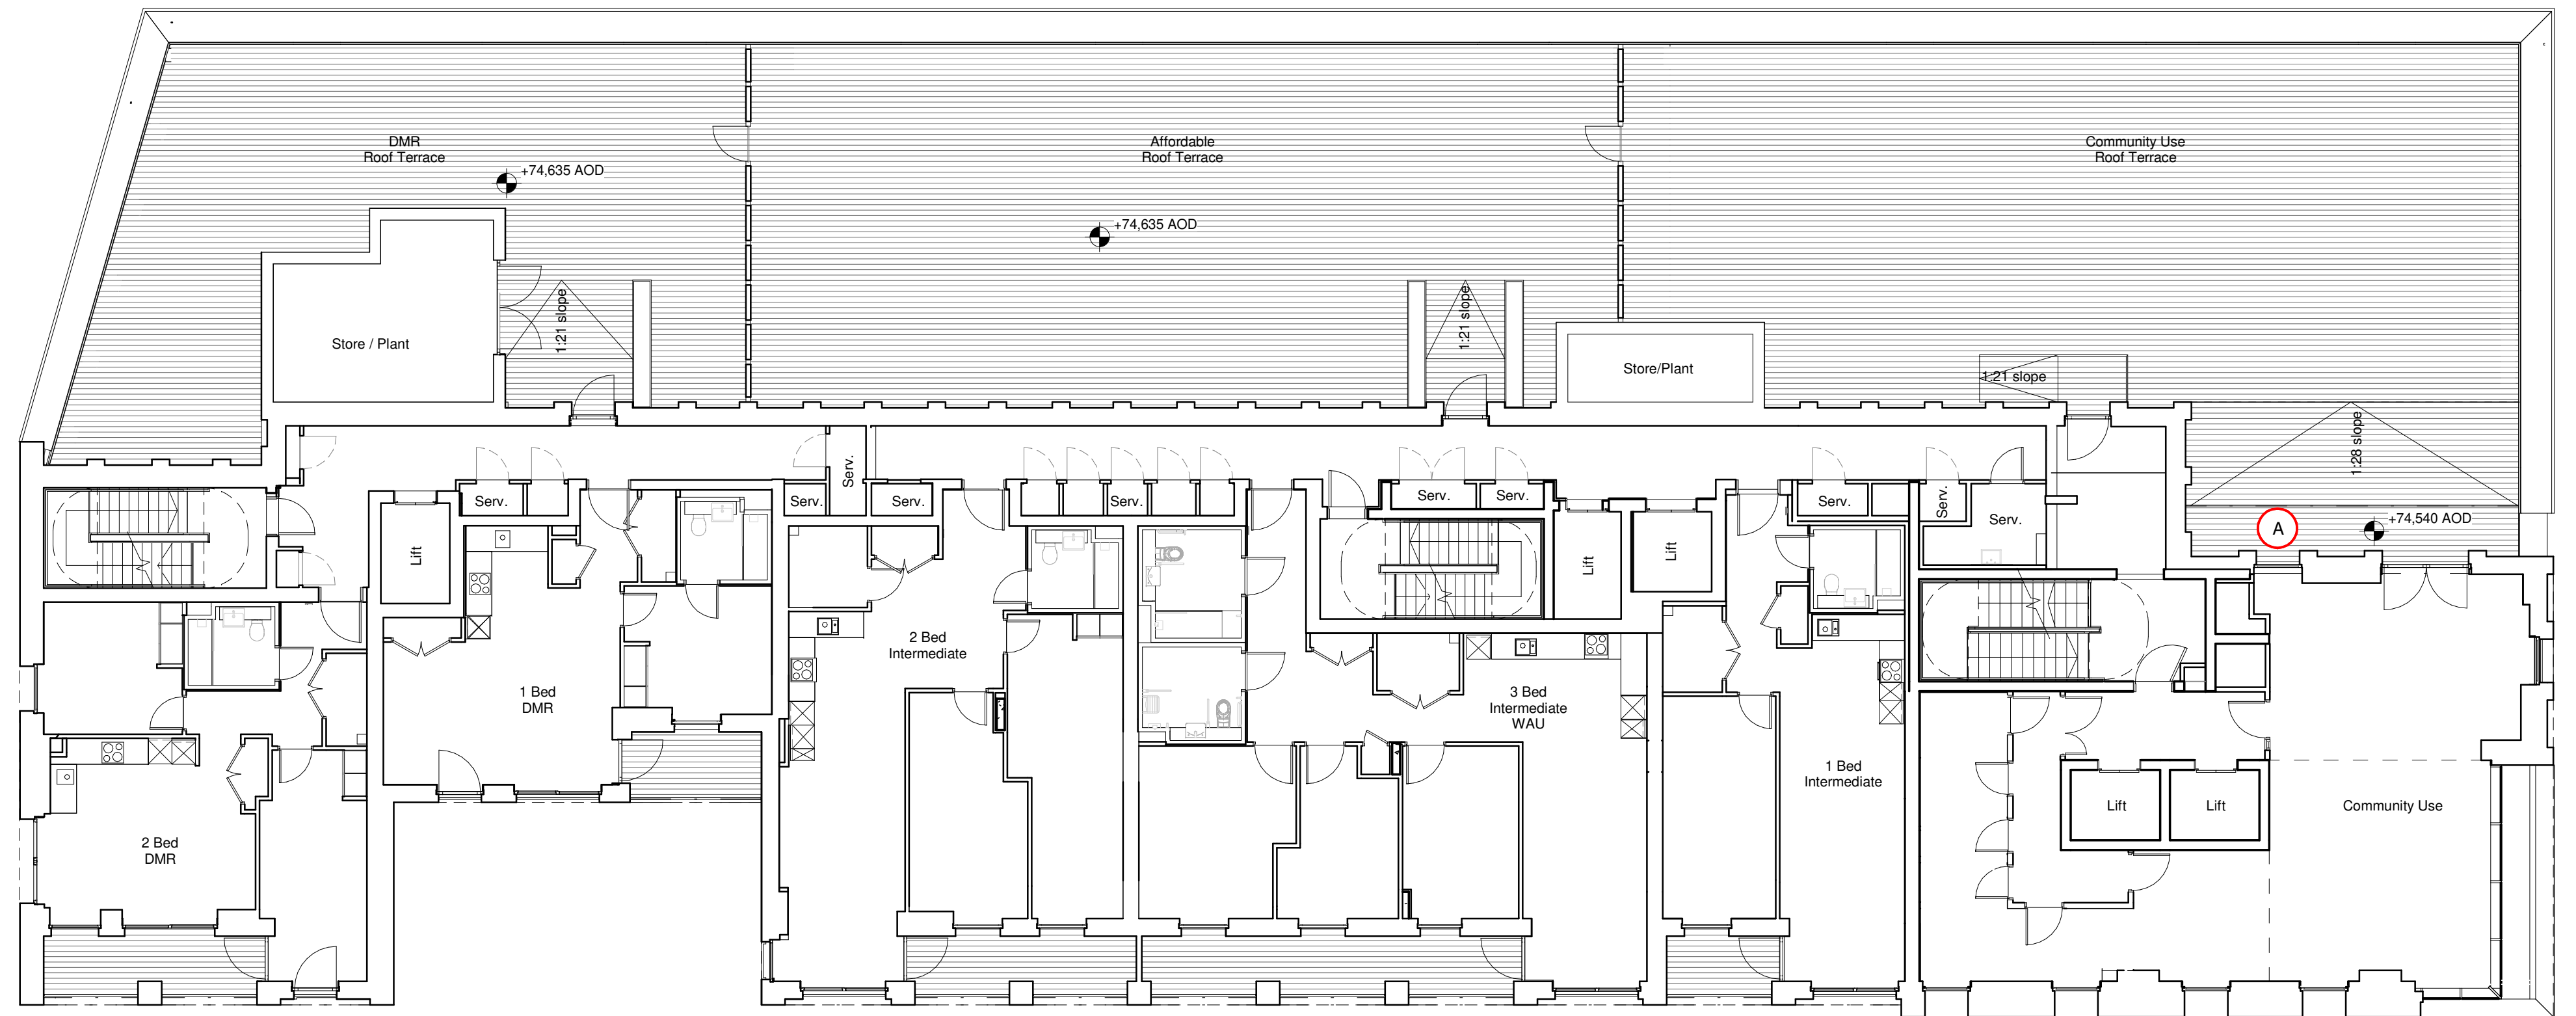 DMR
Roof Terrace
+74,635 AOD
Affordable
Roof Terrace
+74,635 AOD
Community Use
Roof Terrace
Store / Plant
1:21 slope
1:21 slope
Store/Plant
1:21 slope
1:28 slope
A
+74,540 AOD
Serv.
Serv.
Serv.
Serv.
Serv.
Serv.
Serv.
Serv.
Serv.
Serv.
Lift
Lift
Lift
2 Bed
Intermediate
1 Bed
DMR
3 Bed
Intermediate
WAU
1 Bed
Intermediate
2 Bed
DMR
Lift
Lift
Community Use